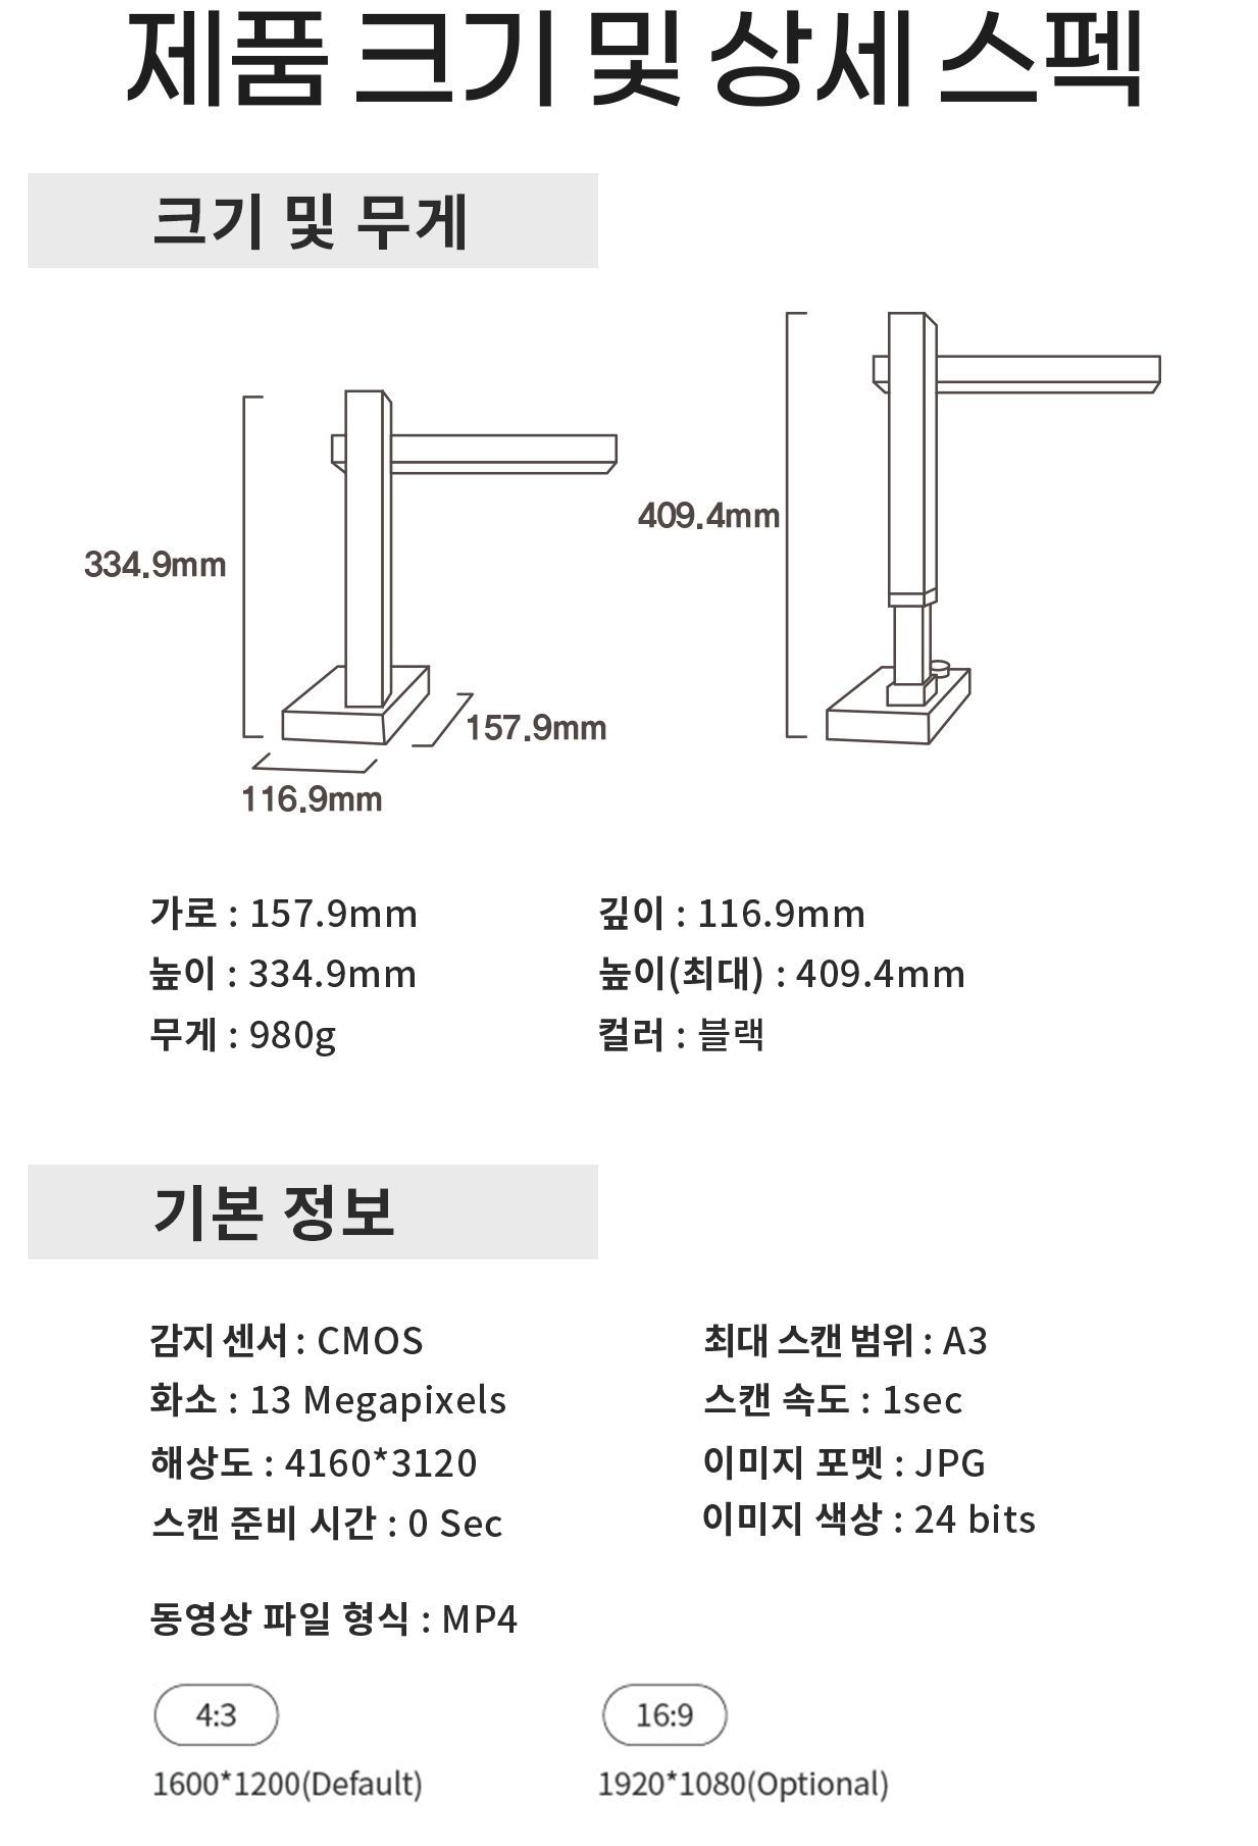 제품 크기 및 상세 스펙
크기 및 무게
334.9mm
409.4mm
157.9mm
116.9mm
가로 : 157.9mm
깊이 : 116.9mm
높이 : 334.9mm
높이(최대) : 409.4mm
무게 : 980g
컬러 : 블랙
기본 정보
감지 센서 : CMOS
최대 스캔 범위 : A3
화소 : 13 Megapixels
스캔 속도 : 1sec
해상도 : 4160*3120
이미지 포멧 : JPG
스캔 준비 시간 : 0 Sec
이미지 색상 : 24 bits
동영상 파일 형식 : MP4
4:3
16:9
1600*1200(Default)
1920*1080(Optional)